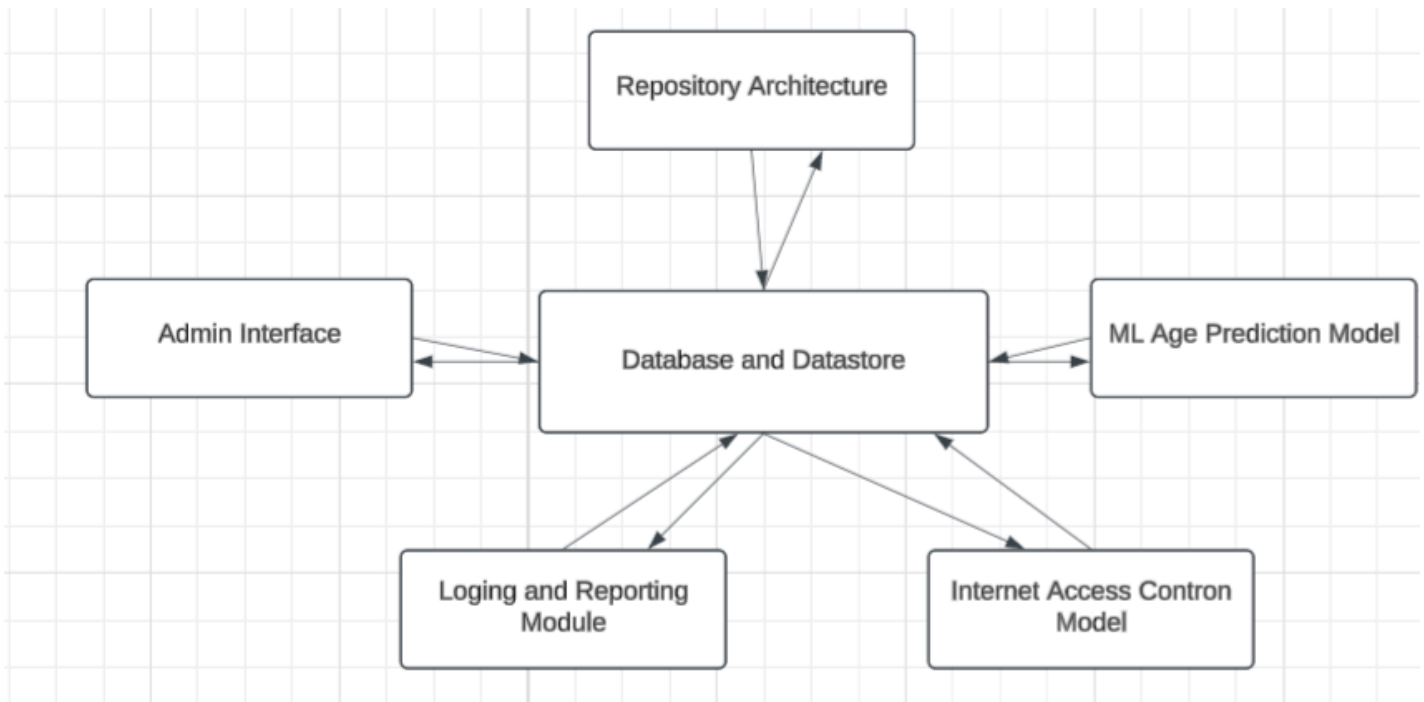 Repository Architecture
Admin Interface
Database and Datastore
ML Age Prediction Model
Loging and Reporting
Module
Internet Access Contron
Model